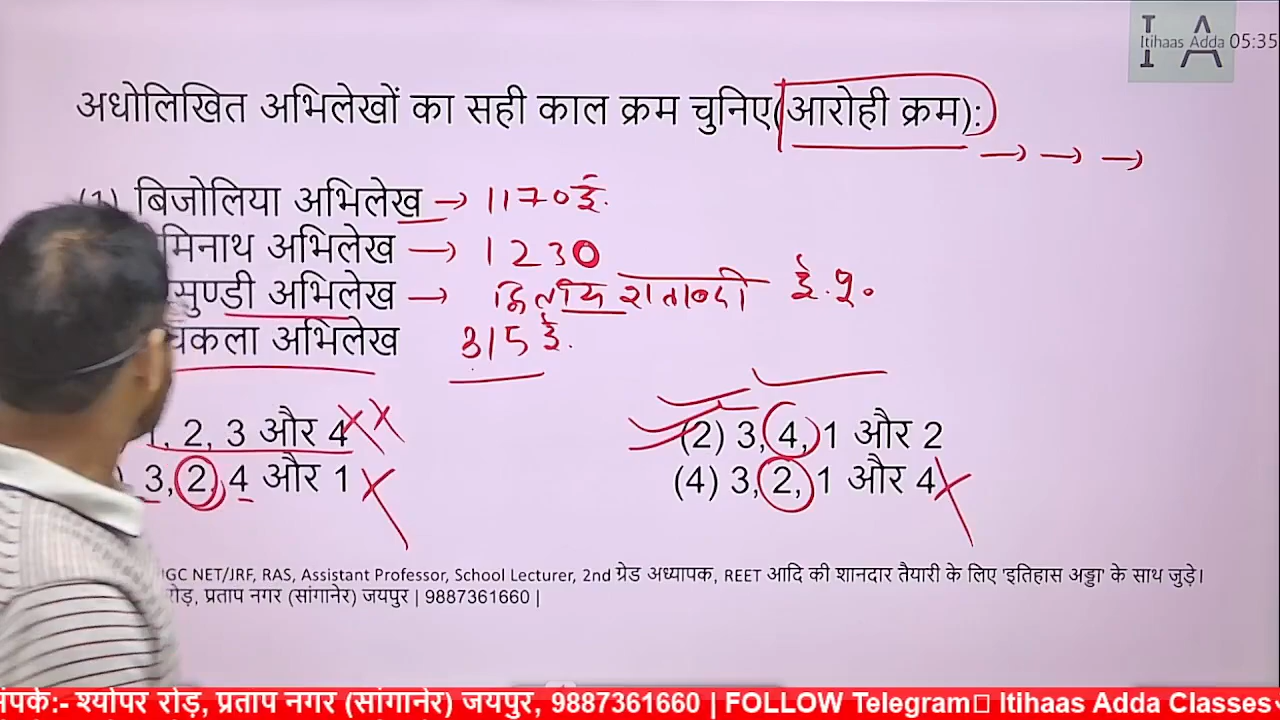 I A
Itihaas Adda 05:35
अधोलिखित अभिलेखों का सही काल क्रम चुनिए(आरोही क्रम):
(1) बिजोलिया अभिलेख → 1170ई.
मिनाथ अभिलेख → 1230
सुण्डी अभिलेख → द्वितीय शताब्दी ई.पू.
चकला अभिलेख 815ई.
1, 2, 3 और 4
(2) 3, 4, 1 और 2
3, 2, 4 और 1
(4) 3, 2, 1 और 4
GC NET/JRF, RAS, Assistant Professor, School Lecturer, 2nd ग्रेड अध्यापक, REET आदि की शानदार तैयारी के लिए 'इतिहास अड्डा' के साथ जुड़े।
रोड़, प्रताप नगर (सांगानेर) जयपुर | 9887361660 |
संपर्क:- श्योपर रोड़, प्रताप नगर (सांगानेर) जयपुर, 9887361660 | FOLLOW Telegram Itihaas Adda Classes